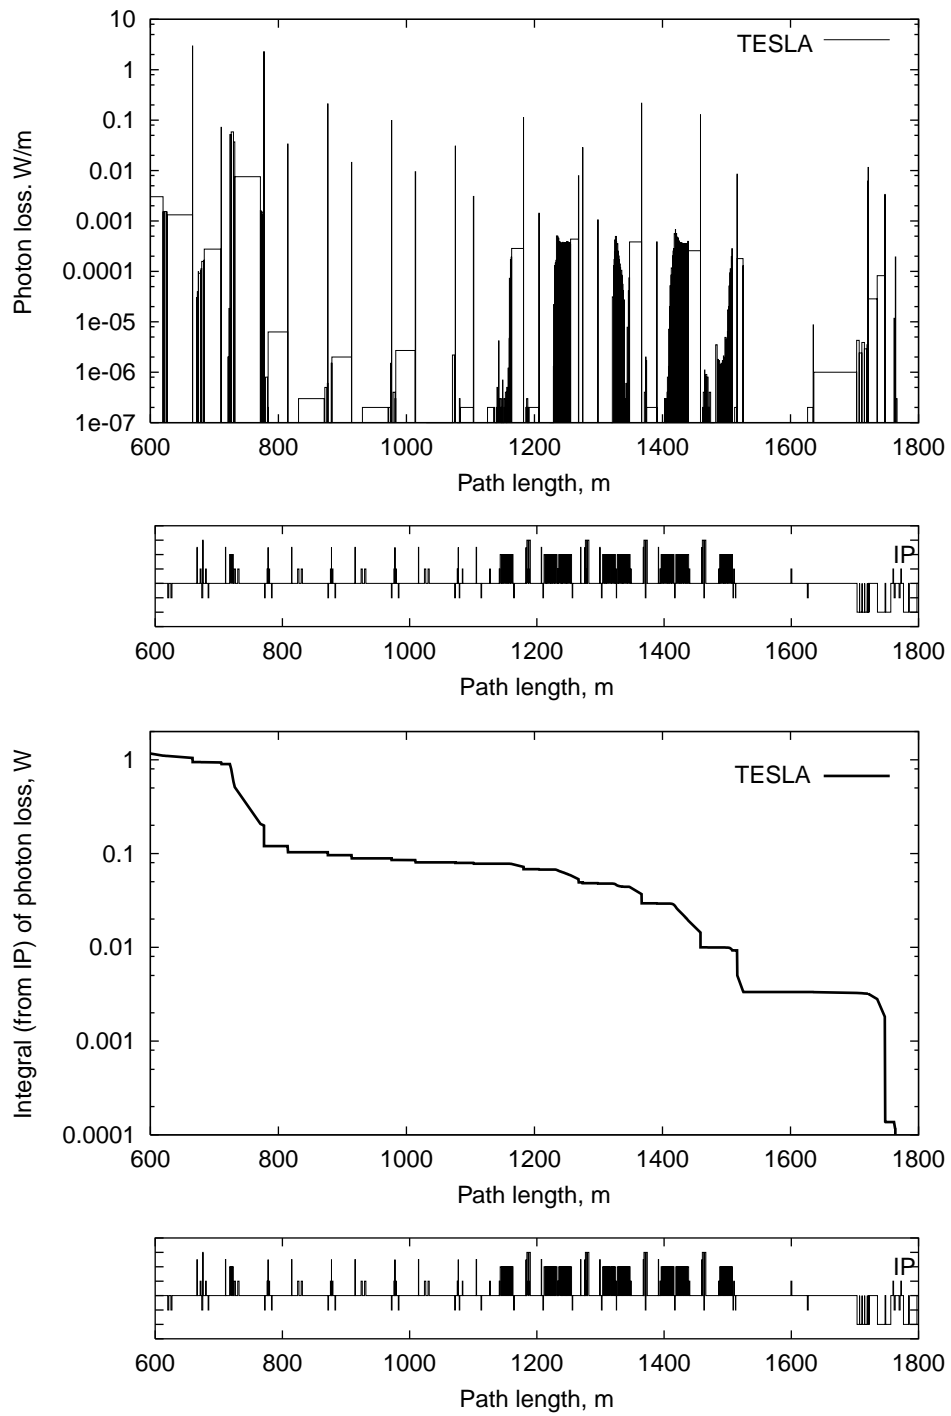 10
TESLA
1
0.1
0.01
0.001
0.0001
1e-05
1e-06
1e-07
Photon loss. W/m
600 800 1000 1200 1400 1600 1800
Path length, m
IP
600 800 1000 1200 1400 1600 1800
Path length, m
1
TESLA
0.1
0.01
0.001
0.0001
Integral (from IP) of photon loss, W
600 800 1000 1200 1400 1600 1800
Path length, m
IP
600 800 1000 1200 1400 1600 1800
Path length, m